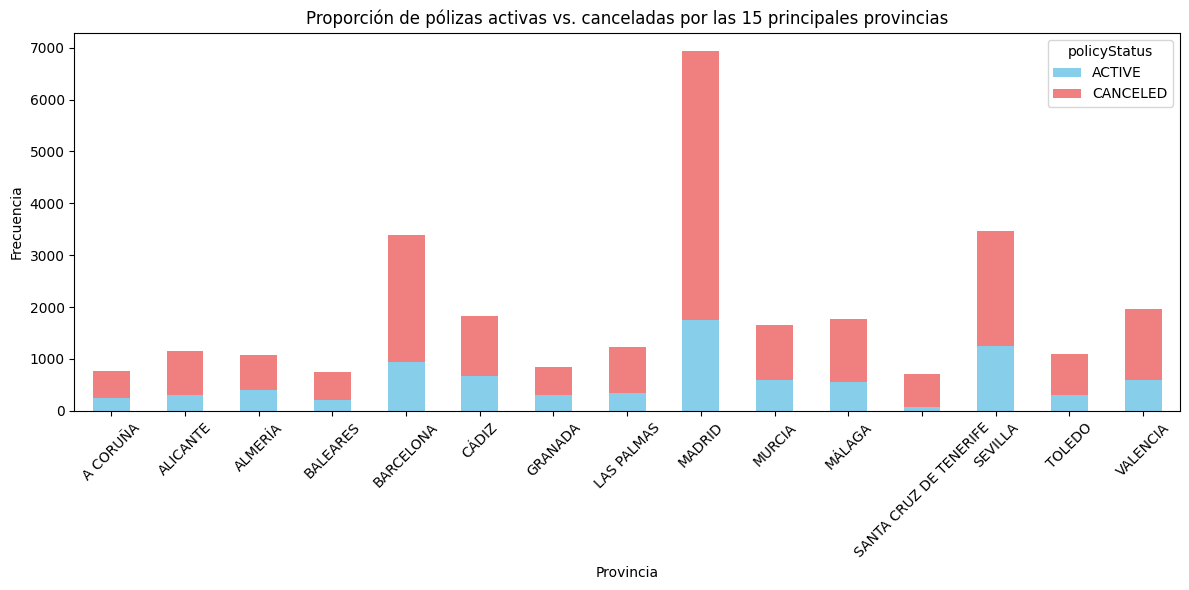 Proporción de pólizas activas vs. canceladas por las 15 principales provincias
policyStatus
ACTIVE
CANCELED
Frecuencia
7000
6000
5000
4000
3000
2000
1000
0
A CORUÑA
ALICANTE
ALMERÍA
BALEARES
BARCELONA
CÁDIZ
GRANADA
LAS PALMAS
MADRID
MURCIA
MÁLAGA
SANTA CRUZ DE TENERIFE
SEVILLA
TOLEDO
VALENCIA
Provincia